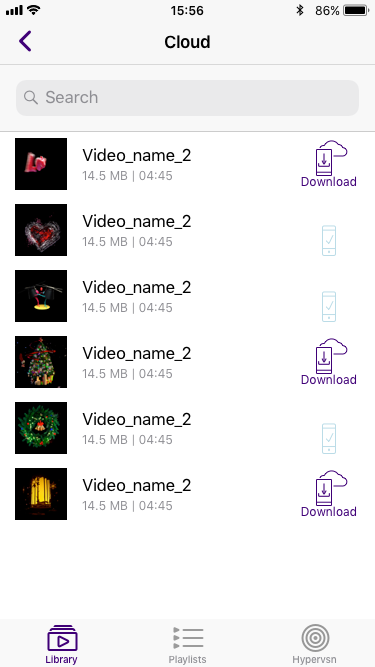 15:56
86%
Cloud
Search
Video_name_2
14.5 MB | 04:45
Download
Video_name_2
14.5 MB | 04:45
Video_name_2
14.5 MB | 04:45
Video_name_2
14.5 MB | 04:45
Download
Video_name_2
14.5 MB | 04:45
Video_name_2
14.5 MB | 04:45
Download
Library
Playlists
Hypervsn